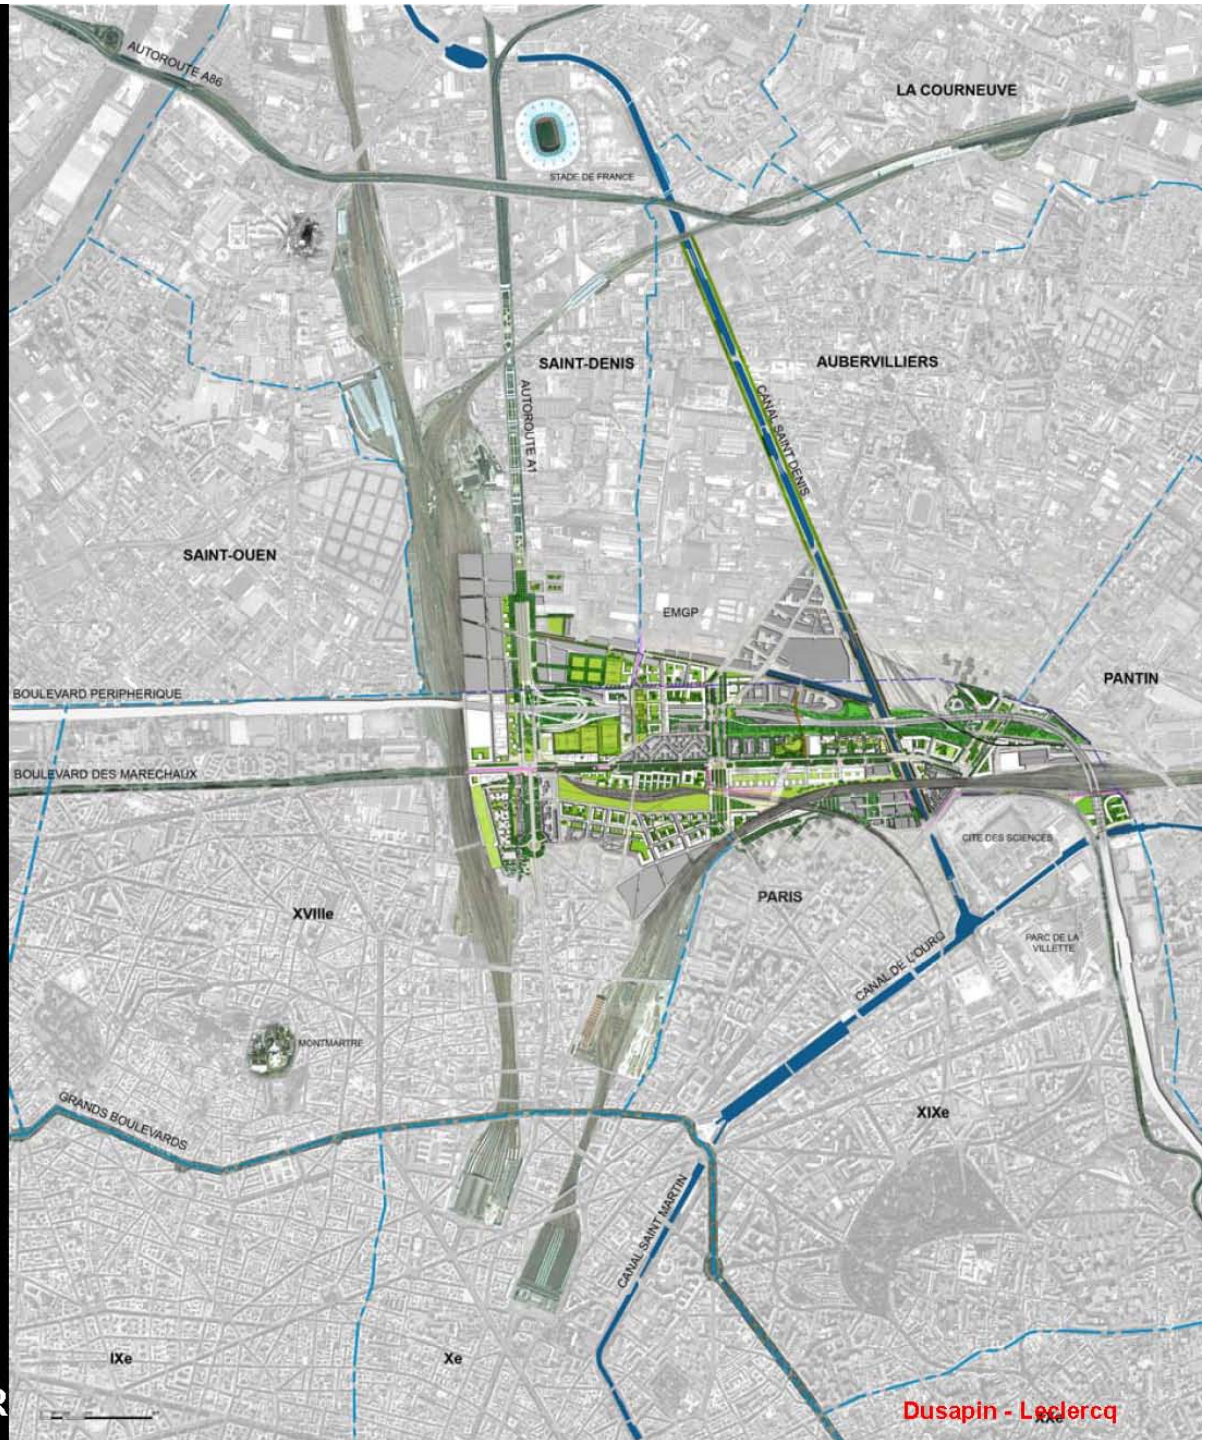 AUTOROUTE A86
LA COURNEUVE
STADE DE FRANCE
SAINT-DENIS
AUBERVILLIERS
AUTOROUTE A1
CANAL SAINT DENIS
SAINT-OUEN
EMGP
PANTIN
BOULEVARD PERIPHERIQUE
BOULEVARD DES MARECHAUX
CITE DES SCIENCES
PARIS
XVIIIe
PARC DE LA
VILLETTE
CANAL DE L'OURQ
MONTMARTRE
GRANDS BOULEVARDS
XIXe
CANAL SAINT MARTIN
IXe
Xe
R
Dusapin - Leclercq
XXe